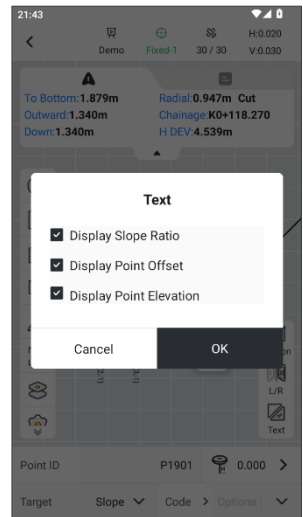 21:43
Demo
Fixed-1
30 / 30
H:0.020
V:0.030
To Bottom:1.879m
Radial:0.947m Cut
Outward:1.340m
Chainage:K0+118.270
Down:1.340m
H DEV:4.539m
Text
Display Slope Ratio
Display Point Offset
Display Point Elevation
Cancel
OK
L/R
Text
Point ID
P1901
0.000
Target
Slope
Code
Optiona